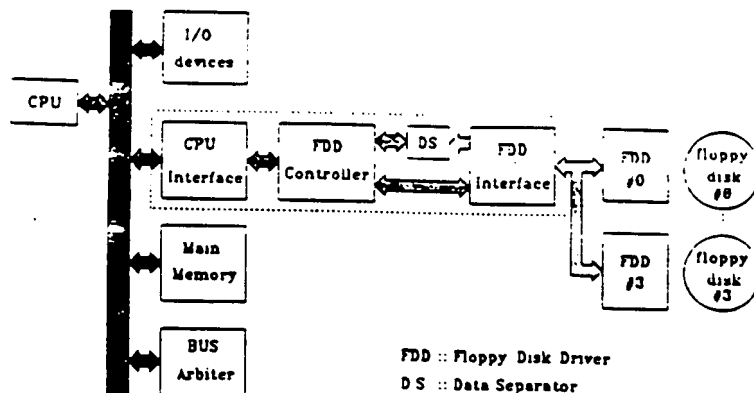 I/O
devices
CPU
CPU
Interface
FDD
Controller
DS
FDD
Interface
FDD
#0
floppy
disk
#0
Main
Memory
FDD
#3
floppy
disk
#3
BUS
Arbiter
FDD :: Floppy Disk Driver
DS :: Data Separator